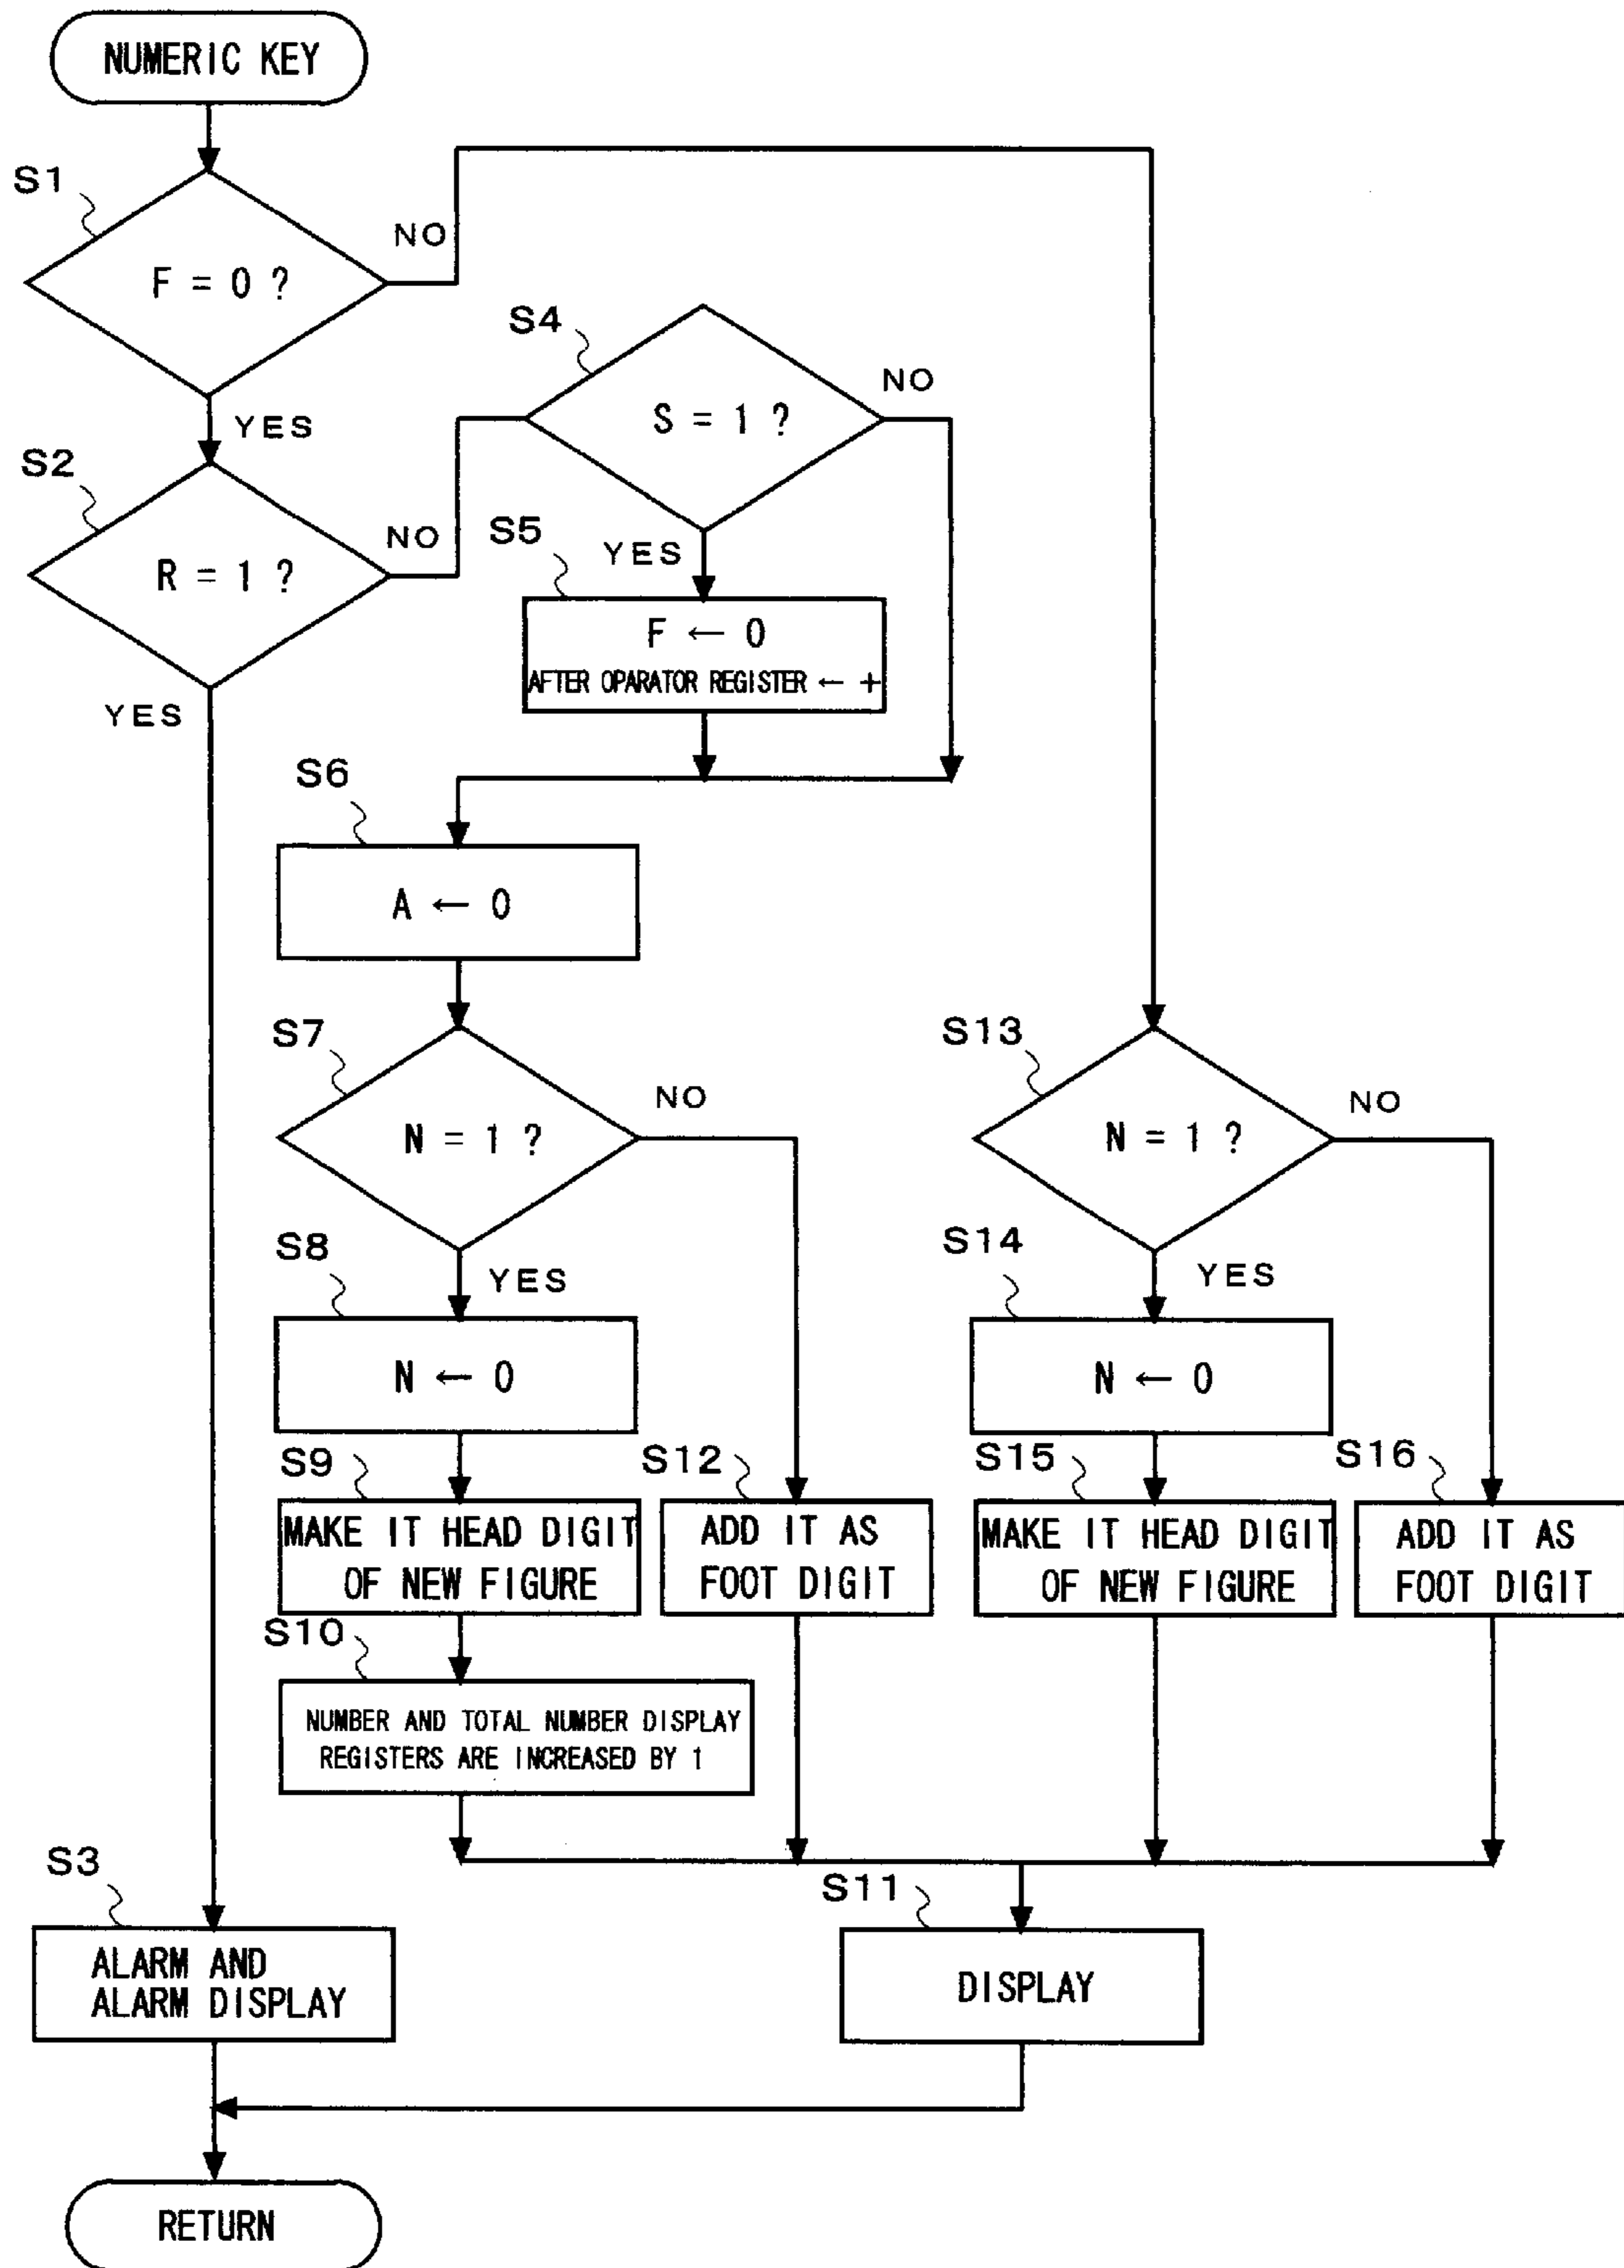 NUMERIC KEY
S1
F = 0 ?
NO
YES
S2
R = 1 ?
NO
YES
S4
S = 1 ?
NO
YES
S5
F ← 0
AFTER OPARATOR REGISTER ← +
S6
A ← 0
S7
N = 1 ?
NO
YES
S8
N ← 0
S9
MAKE IT HEAD DIGIT
OF NEW FIGURE
S10
NUMBER AND TOTAL NUMBER DISPLAY
REGISTERS ARE INCREASED BY 1
S12
ADD IT AS
FOOT DIGIT
S13
N = 1 ?
NO
YES
S14
N ← 0
S15
MAKE IT HEAD DIGIT
OF NEW FIGURE
S16
ADD IT AS
FOOT DIGIT
S3
ALARM AND
ALARM DISPLAY
S11
DISPLAY
RETURN